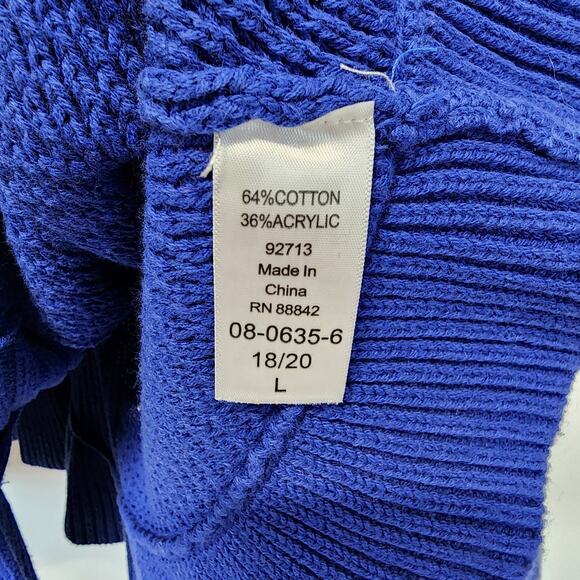 64%COTTON
36%ACRYLIC
92713
Made In
China
RN 88842
08-0635-6
18/20
L